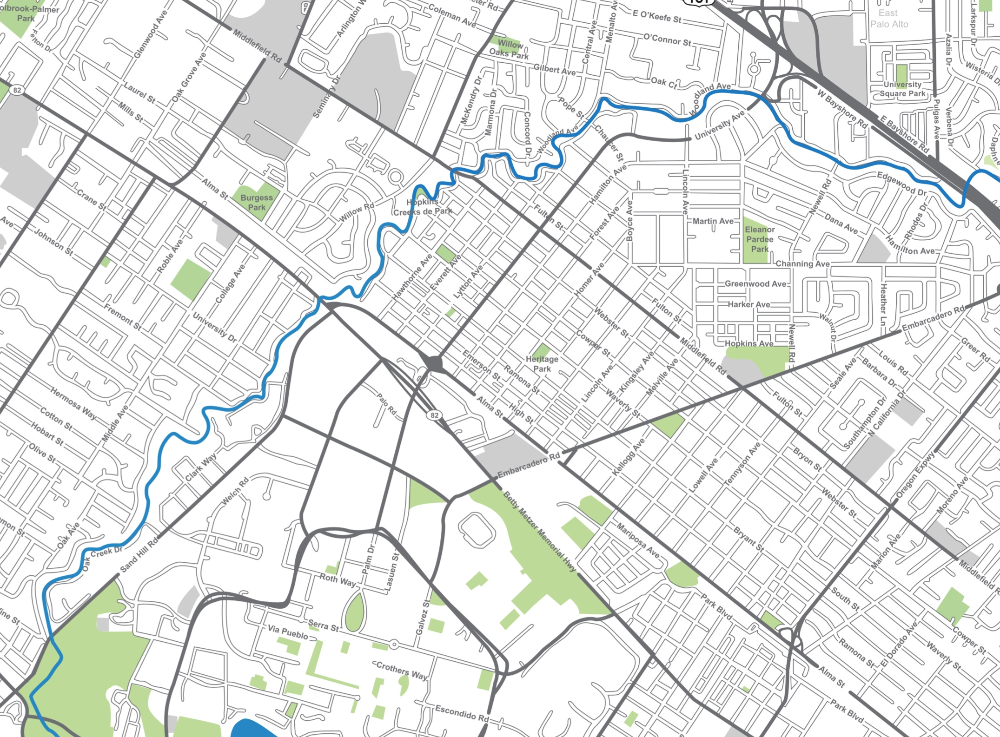 101
E O'Keefe St
Coleman Ave
Arlington W
East
Palo Alto
Larkspur Dr
olbrook-Palmer
Park
Felton Dr
Glenwood Ave
Middlefield Rd
Willow
Oaks Park
Central Ave
Menalto Av
O'Connor St
Azalia Dr
Wisteria D
Oak Grove Ave
Gilbert Ave
Oak Ct
Woodland Ave
University
Square Park
82
Laurel St
Mills St
Seminary Dr
McKendry Dr
Marmona Dr
Concord Dr
Pope St
Woodland Ave
Chaucer St
University Ave
W Bayshore Rd
E Bayshore Rd
Pulgas Ave
Verbena Dr
Daphne
Crane St
Alma St
Burgess
Park
Willow Rd
Hopkins
Creeks de Park
Fulton St
Hamilton Ave
Forest Ave
Boyce Ave
Lincoln Ave
Martin Ave
Eleanor
Pardee
Park
Newell Rd
Dana Ave
Edgewood Dr
Rhodes Dr
Hamilton Ave
Ave
Johnson St
Roble Ave
College Ave
Hawthorne Ave
Everett Ave
Lytton Ave
Homer Ave
Channing Ave
Greenwood Ave
Harker Ave
Hopkins Ave
Heather Ln
Walnut Dr
Newell Rd
Embarcadero Rd
Greer Rd
Fremont St
University Dr
Fulton St
Webster St
Cowper St
Middlefield Rd
Heritage
Park
Emerson St
Ramona St
Lincoln Ave
Kingsley Ave
Melville Ave
Waverly St
Seale Ave
Barbara Dr
Louis Rd
Hermosa Way
Cotton St
Hobart St
Olive St
Middle Ave
Palo Rd
82
Alma St
High St
Fulton St
Southampton Dr
N California Dr
Clark Way
Welch Rd
Embarcadero Rd
Kellogg Ave
Lowell Ave
Tennyson Ave
Bryon St
Oregon Expwy
Moreno Ave
Webster St
mon St
Oak Ave
Oak Creek Dr
Sand Hill Rd
Betty Metzer Memorial Hwy
Mariposa Ave
Bryant St
Marion Ave
Middlefield R
Palm Dr
Roth Way
Lasuen St
Galvez St
Serra St
Via Pueblo
Park Blvd
South St
Cowper St
El Dorado Ave
Waverly St
Ramona St
ine St
Crothers Way
Escondido Rd
Alma St
Park Blvd